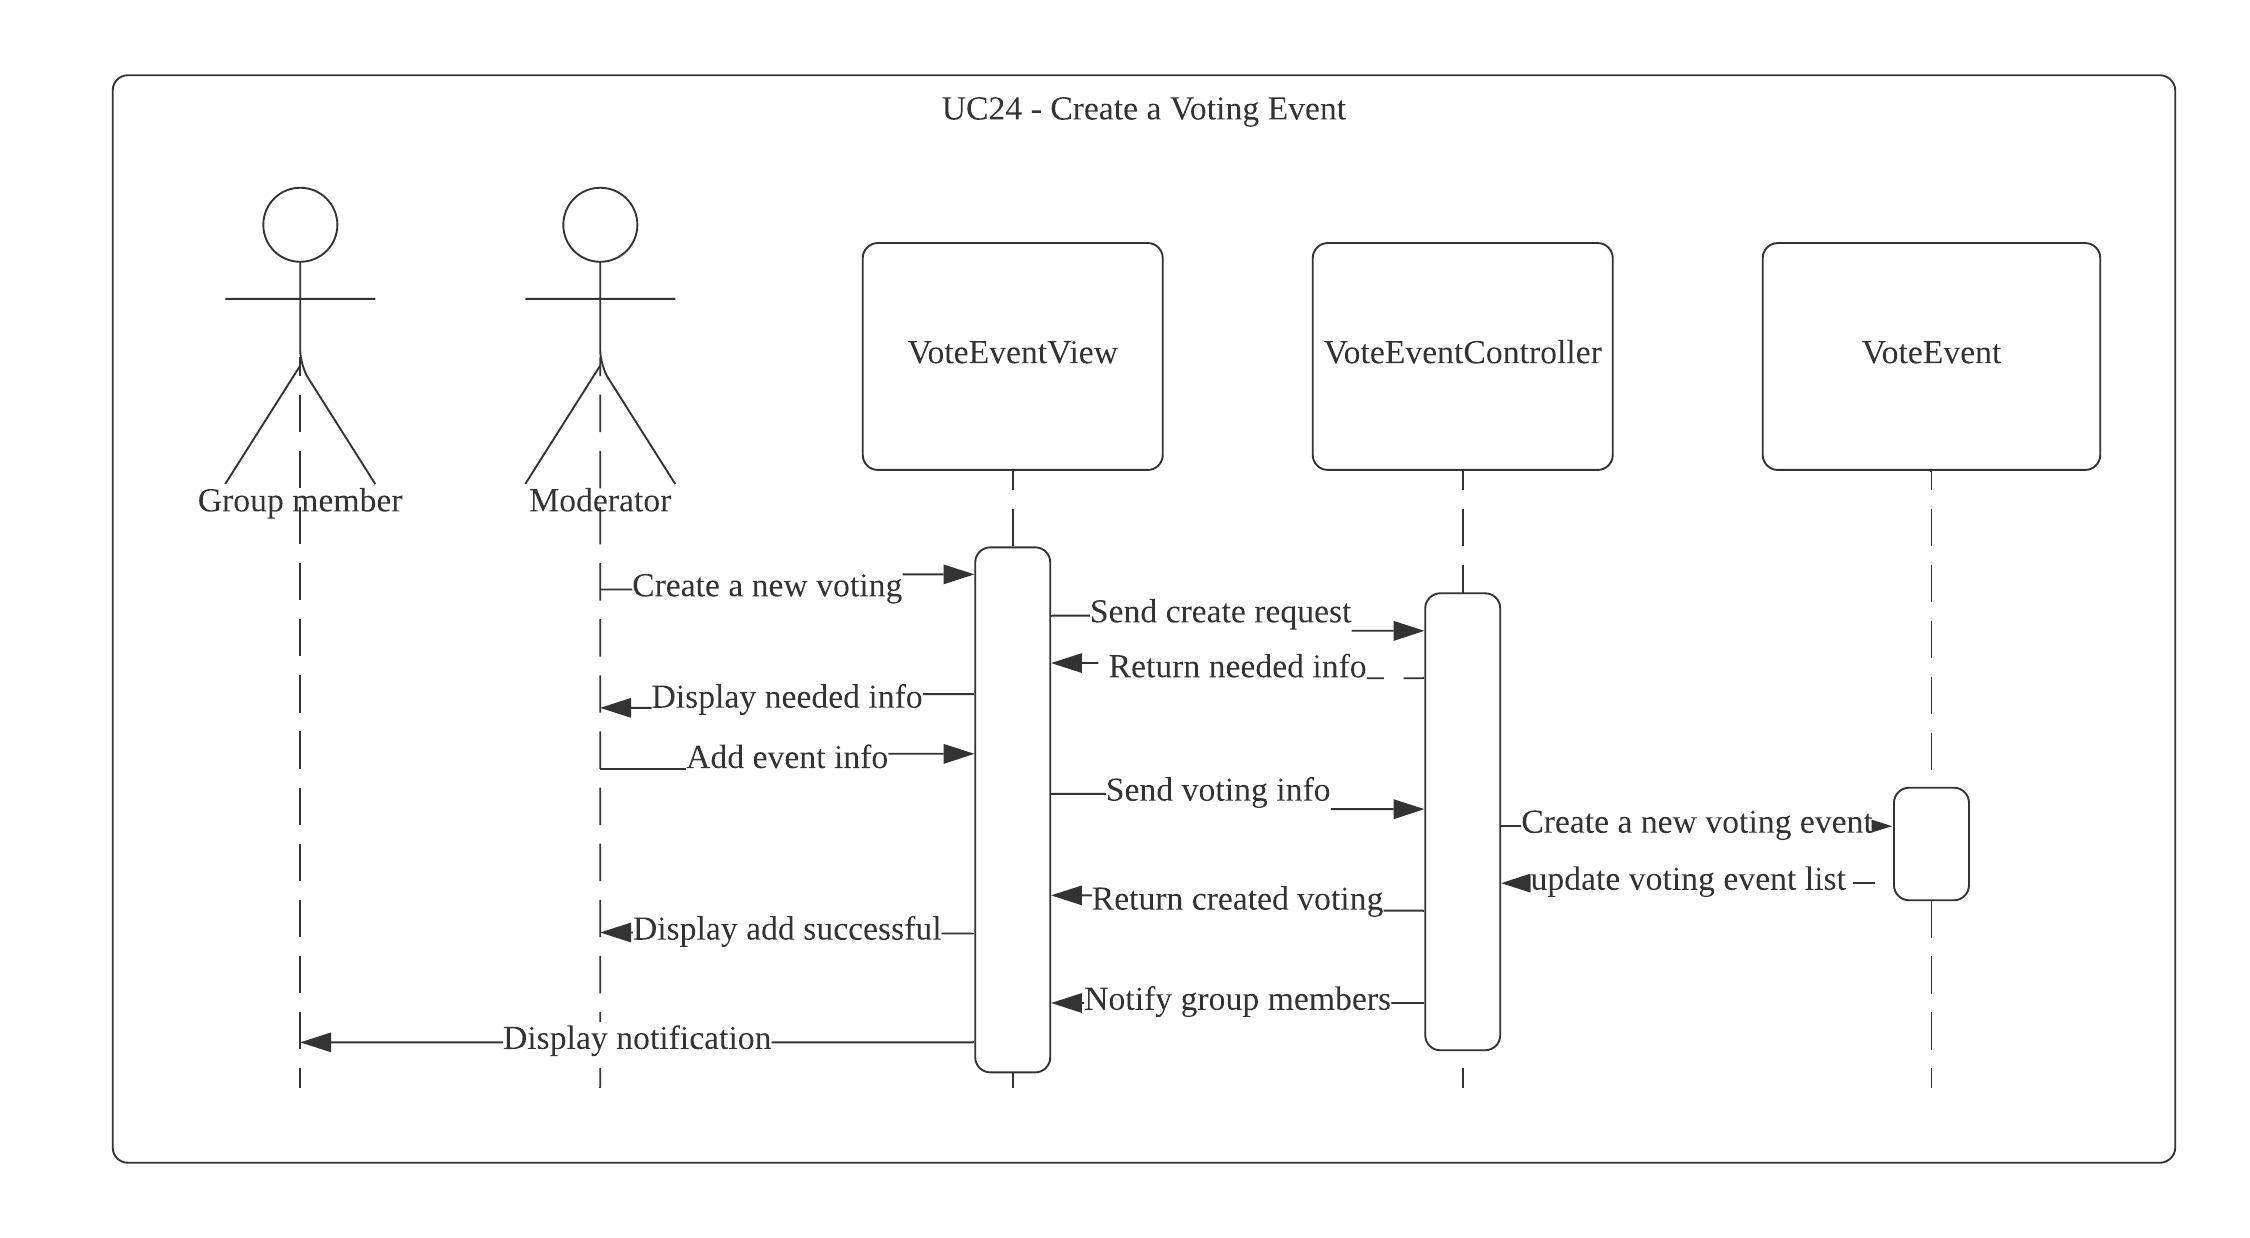 UC24 - Create a Voting Event
VoteEventView
VoteEventController
VoteEvent
Group member
Moderator
Create a new voting
Send create request
Return needed info
Display needed info
Add event info
Send voting info
Create a new voting event
update voting event list
Return created voting
Display add successful
Notify group members
Display notification